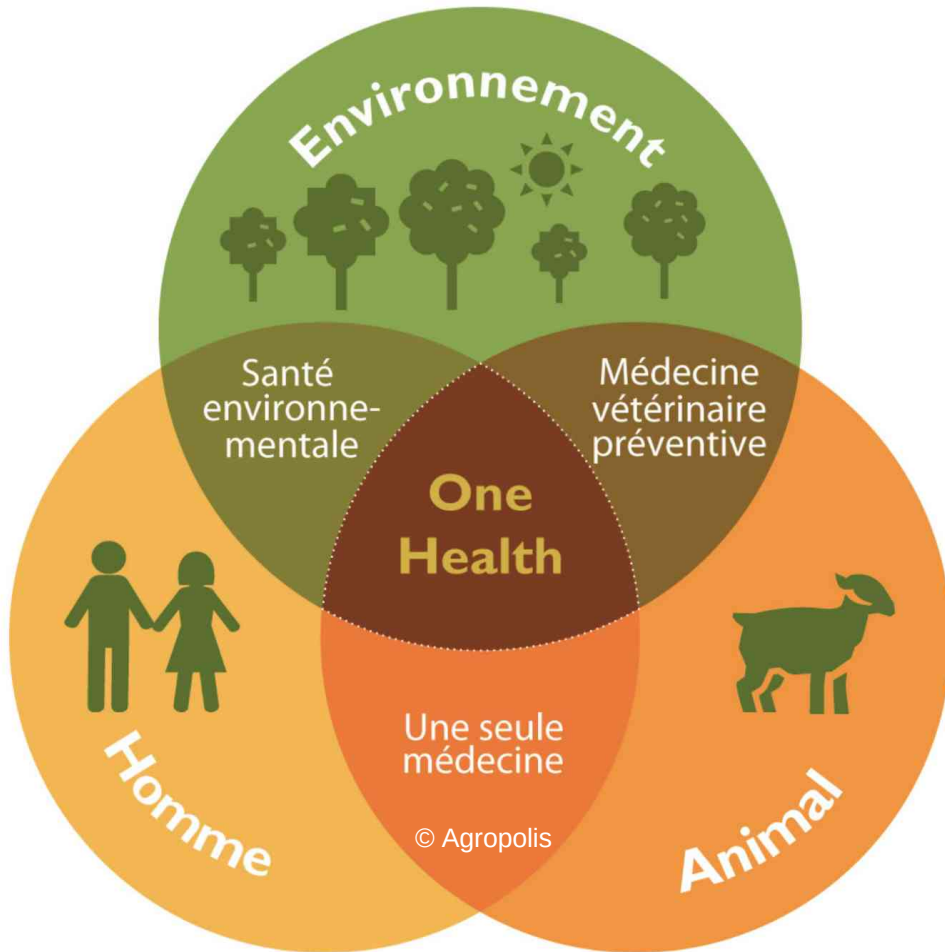 Environnement
Santé
environne-
mentale
Médecine
vétérinaire
préventive
One
Health
Une seule
médecine
© Agropolis
Homme
Animal